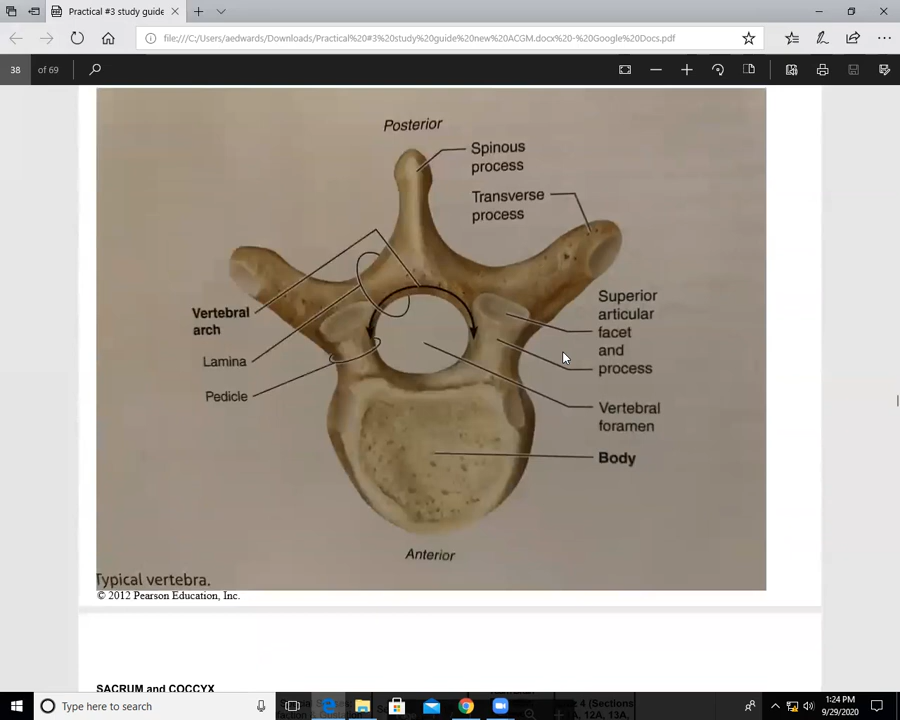 Practical #3 study guide
file:///C:/Users/aedwards/Downloads/Practical%20#3%20study%20guide%20new%20ACGM.docx%20-%20Google%20Docs.pdf
38 of 69
Posterior
Spinous
process
Transverse
process
Vertebral
arch
Lamina
Pedicle
Superior
articular
facet
and
process
Vertebral
foramen
Body
Anterior
Typical vertebra.
© 2012 Pearson Education, Inc.
SACRUM and COCCYX
Type here to search
1:24 PM
9/29/2020